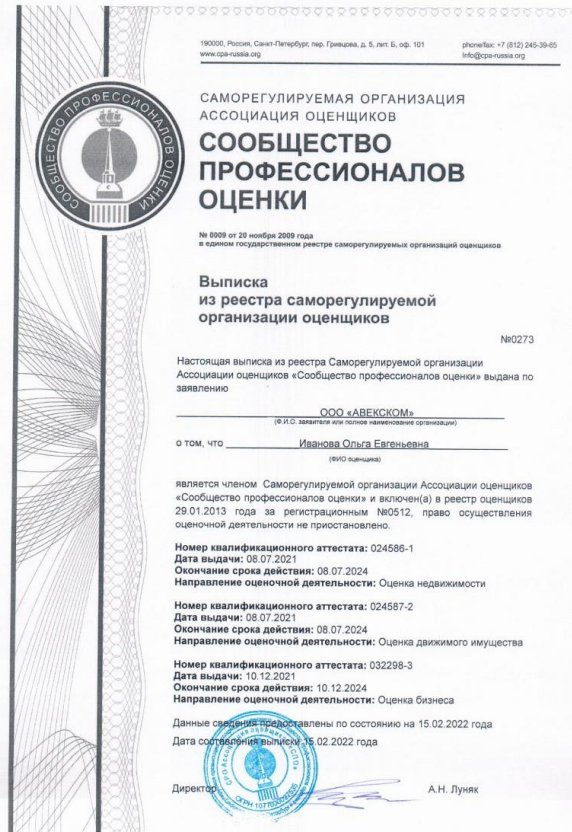 190000, Россия, Санкт-Петербург, пер. Гривцова, д. 5, лит. Б, оф. 101
www.cpa-russia.org
phone/fax: +7 (812) 245-39-65
Info@cpa-russia.org
СООБЩЕСТВО ПРОФЕССИОНАЛОВ ОЦЕНКИ
САМОРЕГУЛИРУЕМАЯ ОРГАНИЗАЦИЯ
АССОЦИАЦИЯ ОЦЕНЩИКОВ
СООБЩЕСТВО
ПРОФЕССИОНАЛОВ
ОЦЕНКИ
№ 0009 от 20 ноября 2009 года
в едином государственном реестре саморегулируемых организаций оценщиков
Выписка
из реестра саморегулируемой
организации оценщиков
№0273
Настоящая выписка из реестра Саморегулируемой организации
Ассоциации оценщиков «Сообщество профессионалов оценки» выдана по
заявлению
ООО «АВЕКСКОМ»
(Ф.И.О. заявителя или полное наименование организации)
о том, что Иванова Ольга Евгеньевна
(ФИО оценщика)
является членом Саморегулируемой организации Ассоциации оценщиков
«Сообщество профессионалов оценки» и включен(а) в реестр оценщиков
29.01.2013 года за регистрационным №0512, право осуществления
оценочной деятельности не приостановлено.
Номер квалификационного аттестата: 024586-1
Дата выдачи: 08.07.2021
Окончание срока действия: 08.07.2024
Направление оценочной деятельности: Оценка недвижимости
Номер квалификационного аттестата: 024587-2
Дата выдачи: 08.07.2021
Окончание срока действия: 08.07.2024
Направление оценочной деятельности: Оценка движимого имущества
Номер квалификационного аттестата: 032298-3
Дата выдачи: 10.12.2021
Окончание срока действия: 10.12.2024
Направление оценочной деятельности: Оценка бизнеса
Данные сведения предоставлены по состоянию на 15.02.2022 года
Дата составления выписки 15.02.2022 года
Директор
А.Н. Луняк